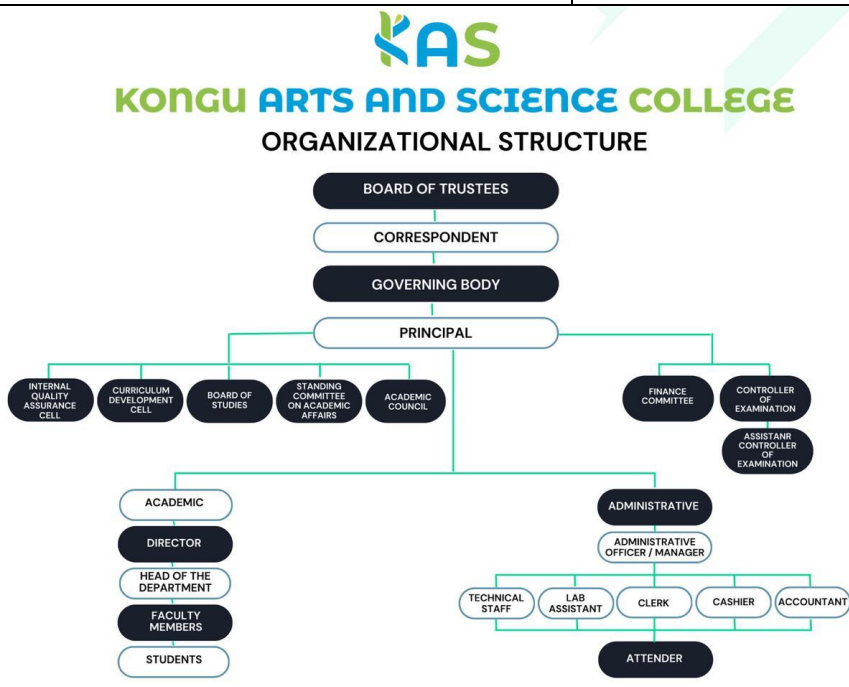 KAS
KONGU ARTS AND SCIENCE COLLEGE
ORGANIZATIONAL STRUCTURE
BOARD OF TRUSTEES
CORRESPONDENT
GOVERNING BODY
PRINCIPAL
INTERNAL
QUALITY
ASSURANCE
CELL
CURRICULUM
DEVELOPMENT
CELL
BOARD OF
STUDIES
STANDING
COMMITTEE
ON ACADEMIC
AFFAIRS
ACADEMIC
COUNCIL
FINANCE
COMMITTEE
CONTROLLER
OF
EXAMINATION
ASSISTANR
CONTROLLER
OF
EXAMINATION
ACADEMIC
DIRECTOR
HEAD OF THE
DEPARTMENT
FACULTY
MEMBERS
STUDENTS
ADMINISTRATIVE
ADMINISTRATIVE
OFFICER / MANAGER
TECHNICAL
STAFF
LAB
ASSISTANT
CLERK
CASHIER
ACCOUNTANT
ATTENDER